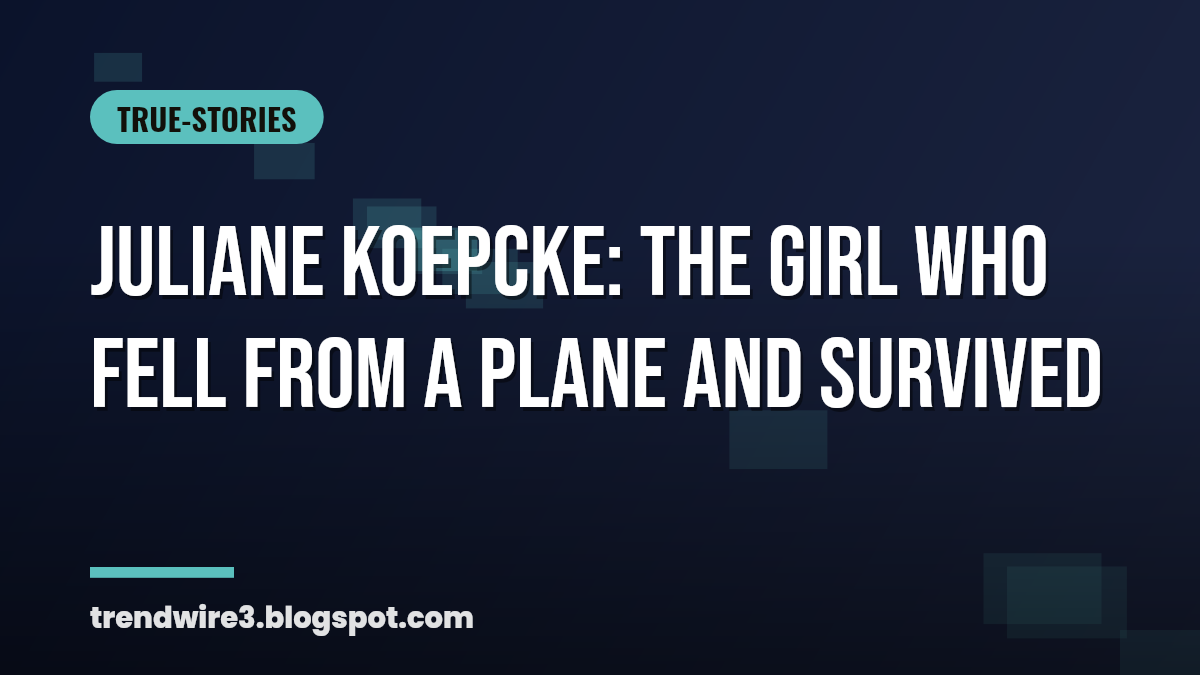 TRUE-STORIES
JULIANE KOEPCKE: THE GIRL WHO
FELL FROM A PLANE AND SURVIVED
trendwire3.blogspot.com